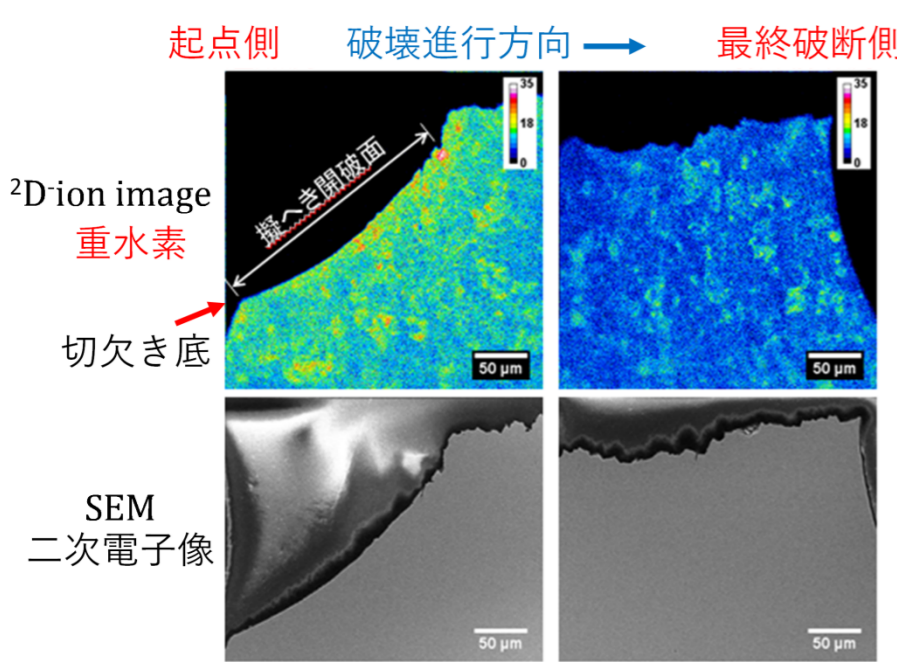 起点側 破壊進行方向 最終破断側
²D⁻ion image
重水素
切欠き底
擬へき開破面
35
18
0
50 µm
35
18
0
50 µm
SEM
二次電子像
50 µm
50 µm